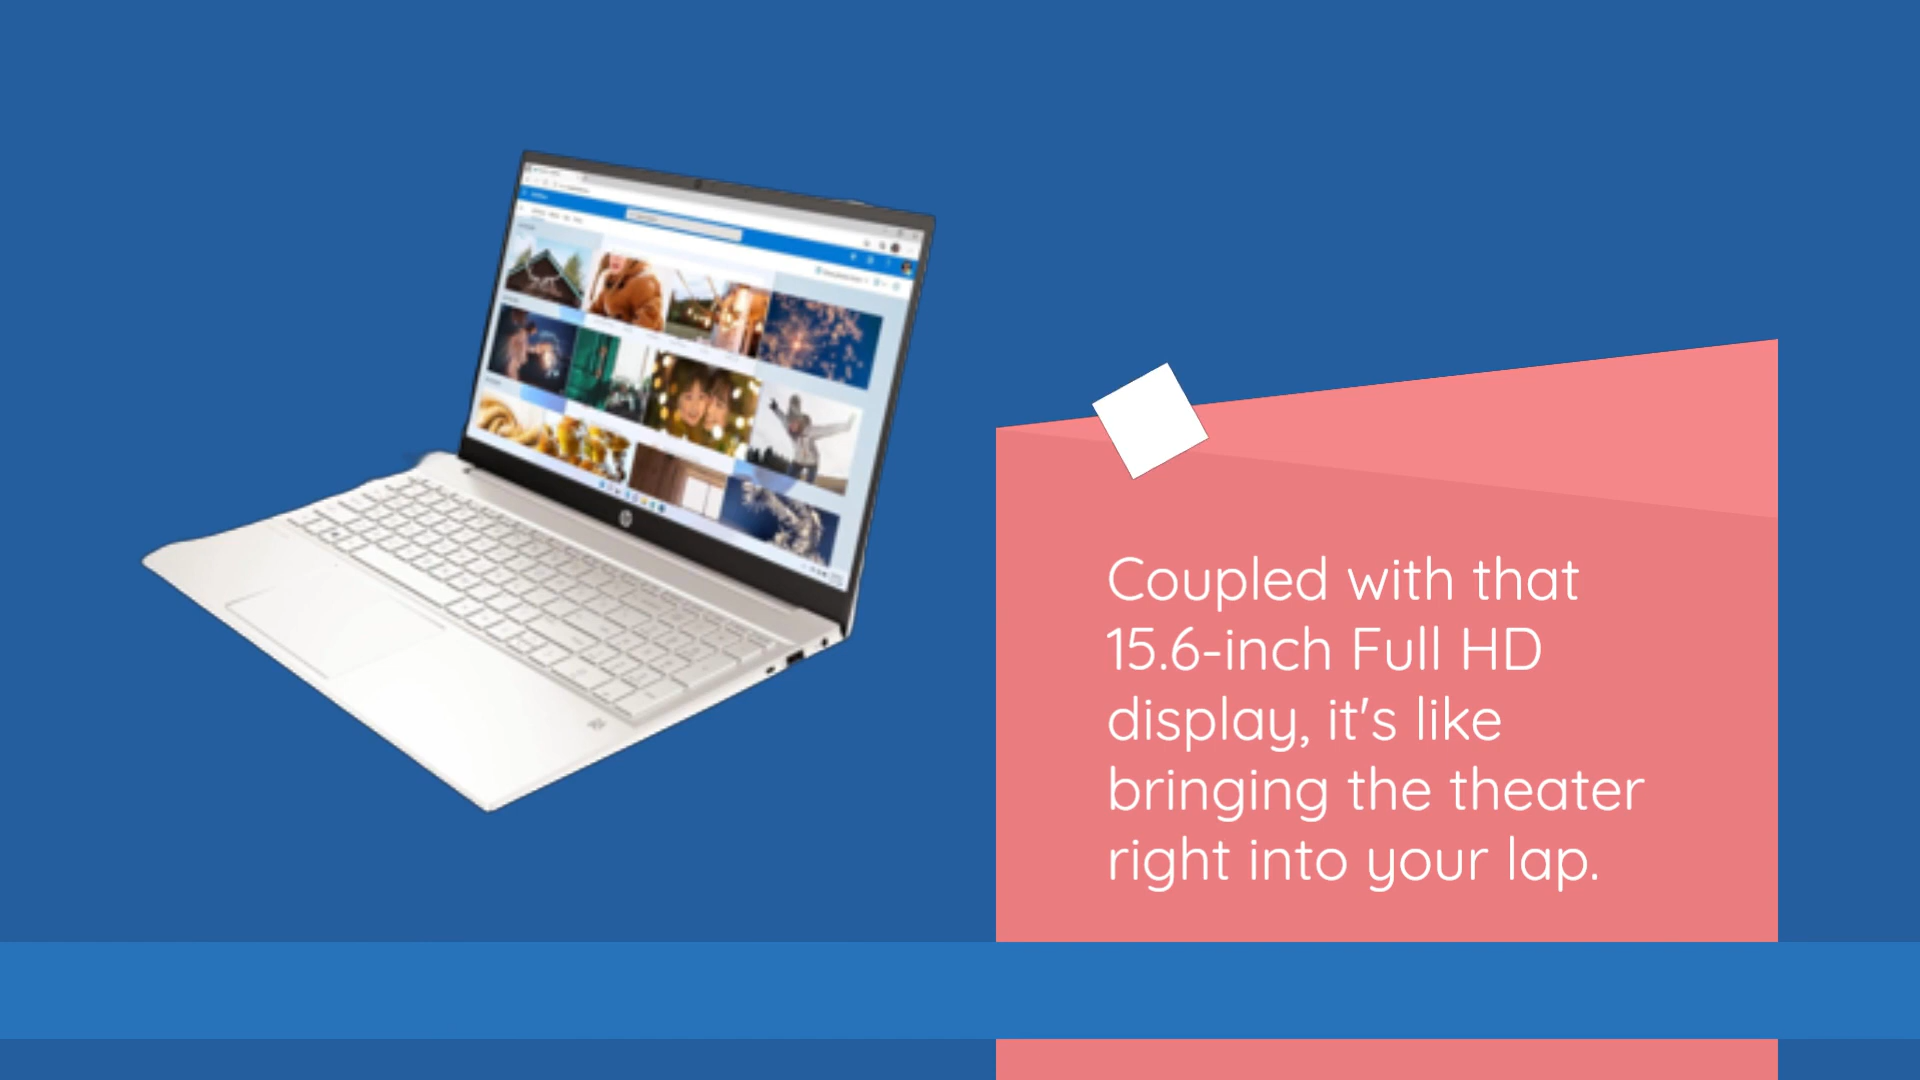 Coupled with that
15.6-inch Full HD
display, it's like
bringing the theater
right into your lap.